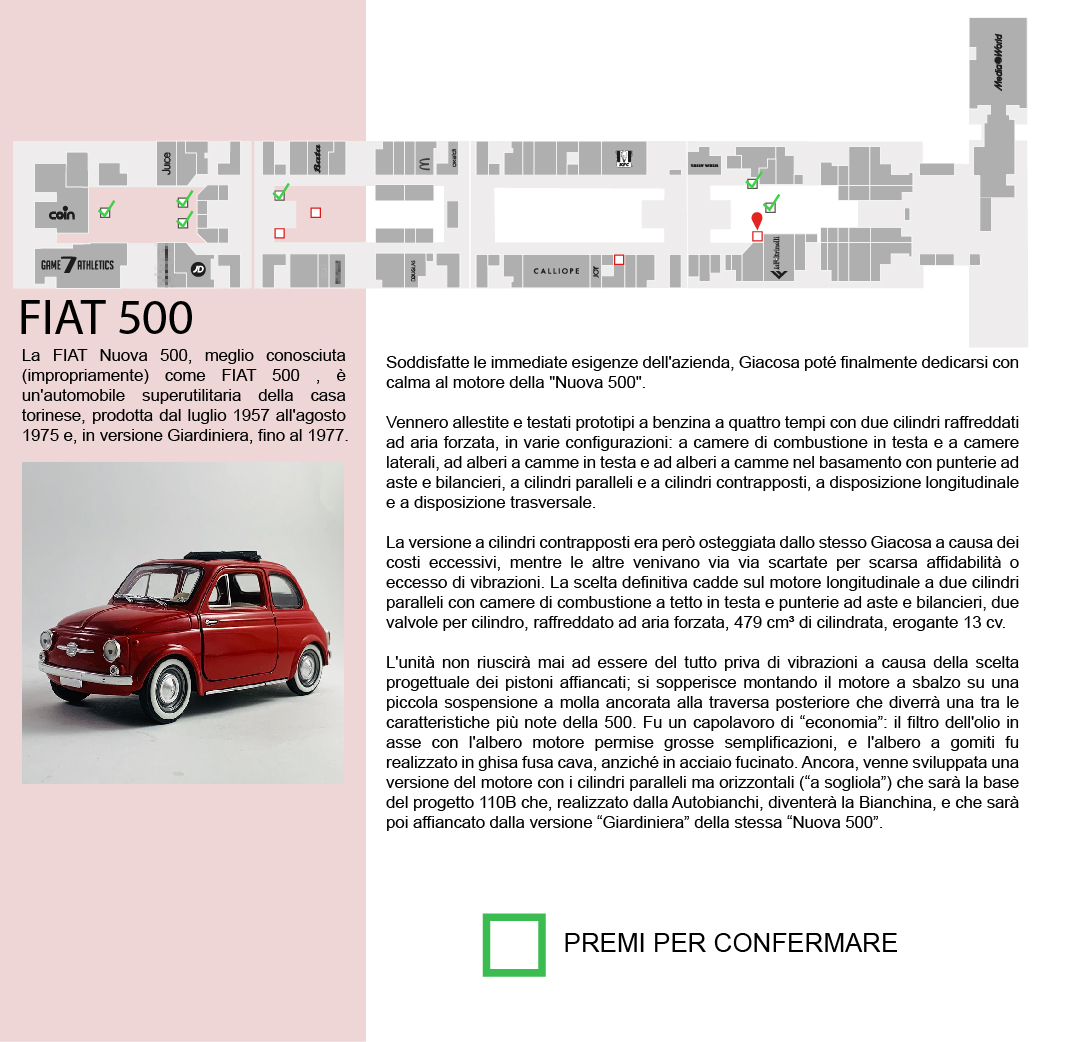 Media World
Juice
Bata
KFC
coin
GAME 7 ATHLETICS
JD
DOUGLAS
CALLIOPE
JOY
laFeltrinelli
FIAT 500
La FIAT Nuova 500, meglio conosciuta
(impropriamente) come FIAT 500 , è
un'automobile superutilitaria della casa
torinese, prodotta dal luglio 1957 all'agosto
1975 e, in versione Giardiniera, fino al 1977.
Soddisfatte le immediate esigenze dell'azienda, Giacosa poté finalmente dedicarsi con
calma al motore della "Nuova 500".
Vennero allestite e testati prototipi a benzina a quattro tempi con due cilindri raffreddati
ad aria forzata, in varie configurazioni: a camere di combustione in testa e a camere
laterali, ad alberi a camme in testa e ad alberi a camme nel basamento con punterie ad
aste e bilancieri, a cilindri paralleli e a cilindri contrapposti, a disposizione longitudinale
e a disposizione trasversale.
La versione a cilindri contrapposti era però osteggiata dallo stesso Giacosa a causa dei
costi eccessivi, mentre le altre venivano via via scartate per scarsa affidabilità o
eccesso di vibrazioni. La scelta definitiva cadde sul motore longitudinale a due cilindri
paralleli con camere di combustione a tetto in testa e punterie ad aste e bilancieri, due
valvole per cilindro, raffreddato ad aria forzata, 479 cm³ di cilindrata, erogante 13 cv.
L'unità non riuscirà mai ad essere del tutto priva di vibrazioni a causa della scelta
progettuale dei pistoni affiancati; si sopperisce montando il motore a sbalzo su una
piccola sospensione a molla ancorata alla traversa posteriore che diverrà una tra le
caratteristiche più note della 500. Fu un capolavoro di “economia”: il filtro dell'olio in
asse con l'albero motore permise grosse semplificazioni, e l'albero a gomiti fu
realizzato in ghisa fusa cava, anziché in acciaio fucinato. Ancora, venne sviluppata una
versione del motore con i cilindri paralleli ma orizzontali (“a sogliola”) che sarà la base
del progetto 110B che, realizzato dalla Autobianchi, diventerà la Bianchina, e che sarà
poi affiancato dalla versione “Giardiniera” della stessa “Nuova 500”.
PREMI PER CONFERMARE